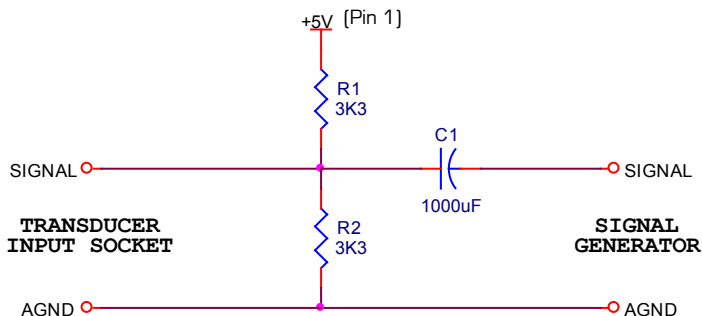 +5V (Pin 1)
R1
3K3
C1
SIGNAL
SIGNAL
1000uF
TRANSDUCER
INPUT SOCKET
R2
3K3
SIGNAL
GENERATOR
AGND
AGND